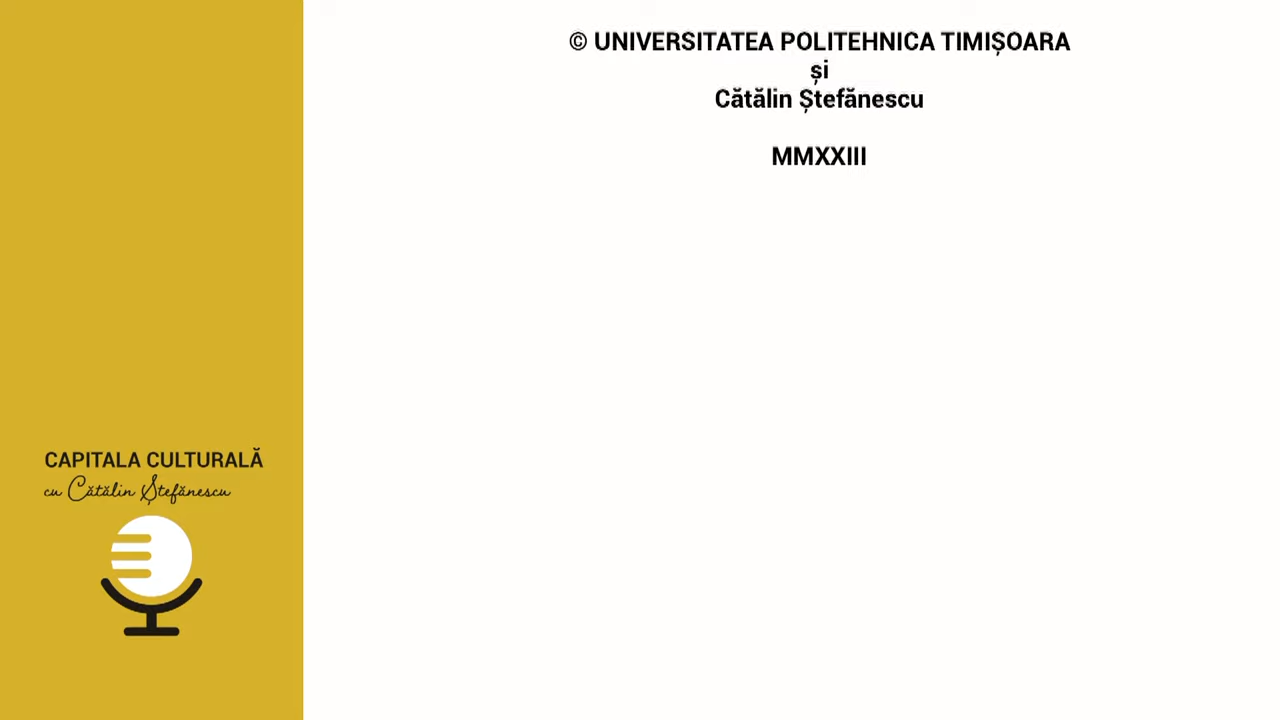 © UNIVERSITATEA POLITEHNICA TIMIȘOARA
și
Cătălin Ștefănescu
MMXXIII
CAPITALA CULTURALĂ
cu Cătălin Ștefănescu